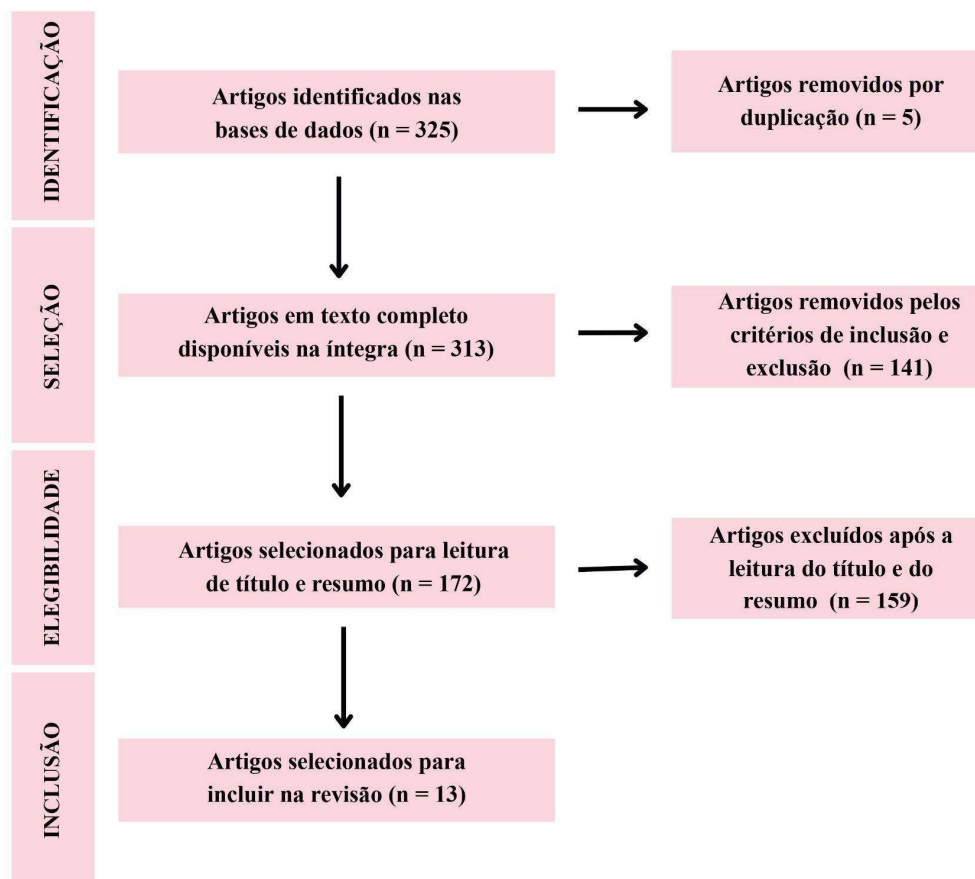 IDENTIFICAÇÃO
Artigos identificados nas
bases de dados (n = 325)
Artigos removidos por
duplicação (n = 5)
SELEÇÃO
Artigos em texto completo
disponíveis na íntegra (n = 313)
Artigos removidos pelos
critérios de inclusão e
exclusão (n = 141)
ELEGIBILIDADE
Artigos selecionados para leitura
de título e resumo (n = 172)
Artigos excluídos após a
leitura do título e do
resumo (n = 159)
INCLUSÃO
Artigos selecionados para
incluir na revisão (n = 13)